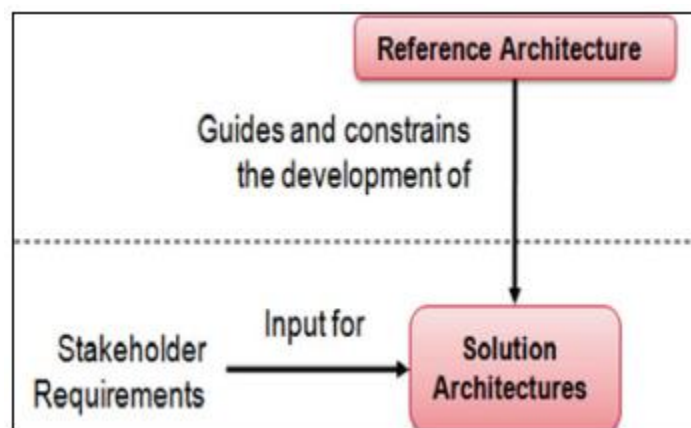 Reference Architecture
Guides and constrains
the development of
Input for
Stakeholder
Requirements
Solution
Architectures